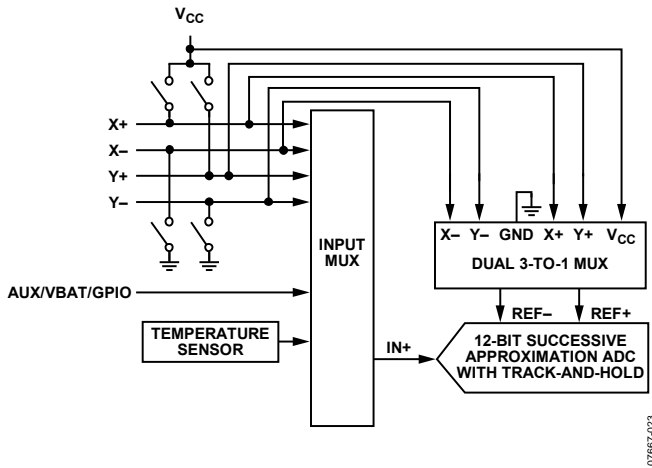 VCC
X+
X–
Y+
Y–
AUX/VBAT/GPIO
TEMPERATURE
SENSOR
INPUT
MUX
IN+
X– Y– GND X+ Y+ VCC
DUAL 3-TO-1 MUX
REF– REF+
12-BIT SUCCESSIVE
APPROXIMATION ADC
WITH TRACK-AND-HOLD
07667-023